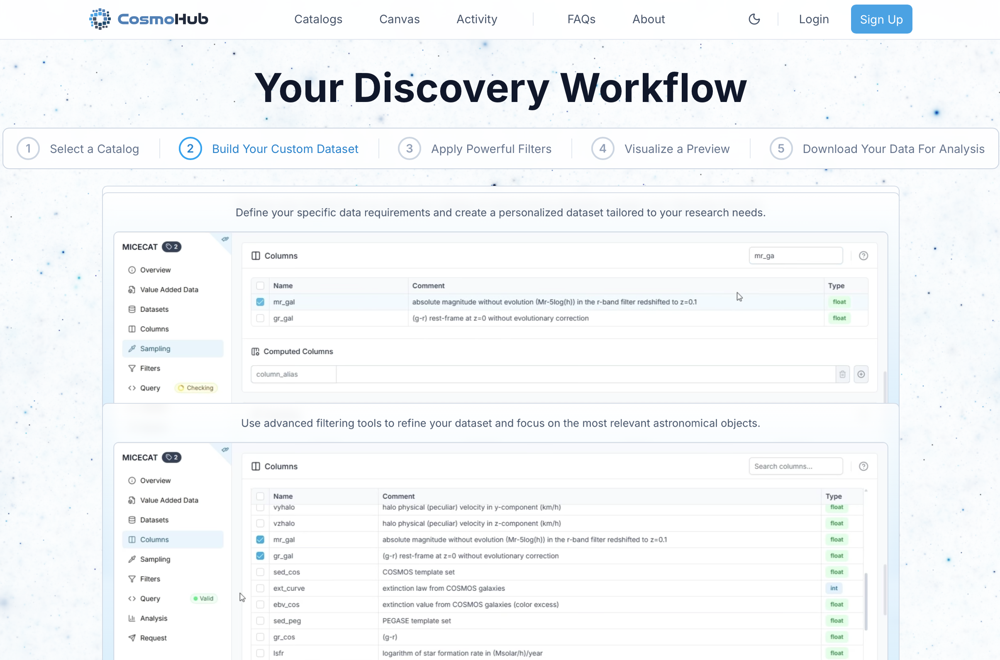 CosmoHub
Catalogs Canvas Activity FAQs About Login Sign Up
Your Discovery Workflow
1 Select a Catalog 2 Build Your Custom Dataset 3 Apply Powerful Filters 4 Visualize a Preview 5 Download Your Data For Analysis
Define your specific data requirements and create a personalized dataset tailored to your research needs.
MICECAT 2
Overview
Value Added Data
Datasets
Columns
Sampling
Filters
Query Checking
Columns mr_ga
Name Comment Type
mr_gal absolute magnitude without evolution (Mr-5log(h)) in the r-band filter redshifted to z=0.1 float
gr_gal (g-r) rest-frame at z=0 without evolutionary correction float
Computed Columns
column_alias
Use advanced filtering tools to refine your dataset and focus on the most relevant astronomical objects.
MICECAT 2
Overview
Value Added Data
Datasets
Columns
Sampling
Filters
Query Valid
Analysis
Request
Columns Search columns...
Name Comment Type
vyhalo halo physical (peculiar) velocity in y-component (km/h) float
vzhalo halo physical (peculiar) velocity in z-component (km/h) float
mr_gal absolute magnitude without evolution (Mr-5log(h)) in the r-band filter redshifted to z=0.1 float
gr_gal (g-r) rest-frame at z=0 without evolutionary correction float
sed_cos COSMOS template set float
ext_curve extinction law from COSMOS galaxies int
ebv_cos extinction value from COSMOS galaxies (color excess) float
sed_peg PEGASE template set float
gr_cos (g-r) float
lsfr logarithm of star formation rate in (Msolar/h)/year float